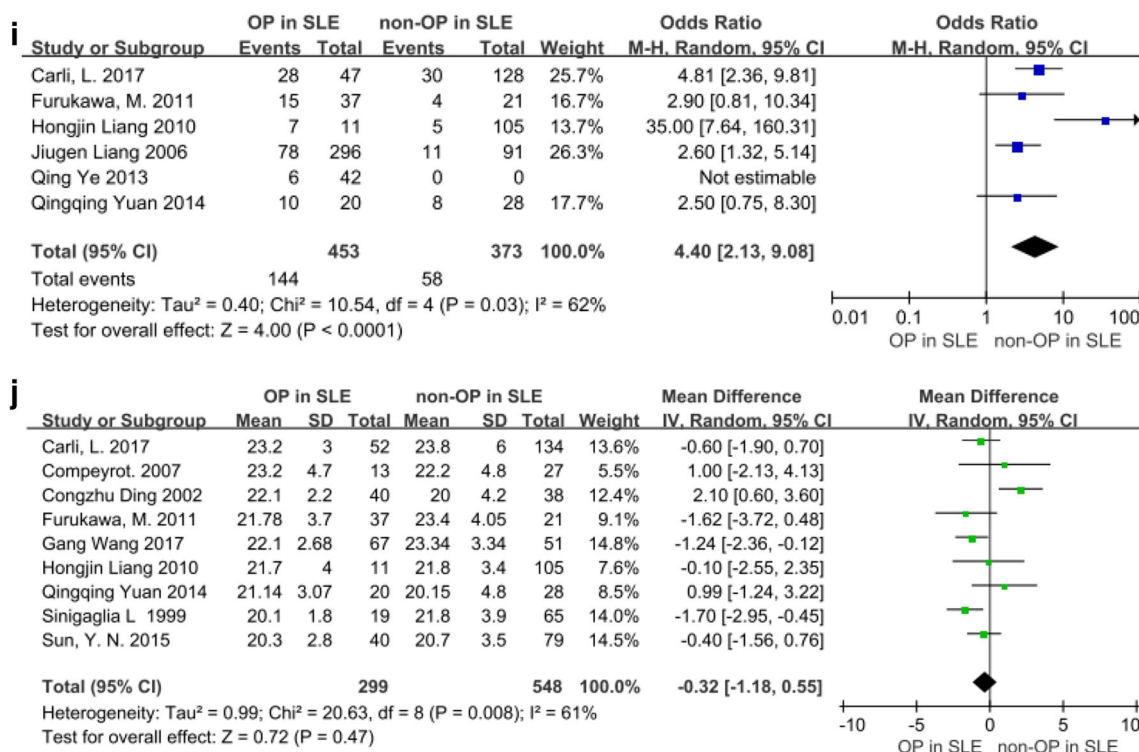 i
OP in SLE non-OP in SLE Odds Ratio Odds Ratio
Study or Subgroup Events Total Events Total Weight M-H, Random, 95% CI M-H, Random, 95% CI
Carli, L. 2017 28 47 30 128 25.7% 4.81 [2.36, 9.81]
Furukawa, M. 2011 15 37 4 21 16.7% 2.90 [0.81, 10.34]
Hongjin Liang 2010 7 11 5 105 13.7% 35.00 [7.64, 160.31]
Jiugen Liang 2006 78 296 11 91 26.3% 2.60 [1.32, 5.14]
Qing Ye 2013 6 42 0 0 Not estimable
Qingqing Yuan 2014 10 20 8 28 17.7% 2.50 [0.75, 8.30]
Total (95% CI) 453 373 100.0% 4.40 [2.13, 9.08]
Total events 144 58
Heterogeneity: Tau² = 0.40; Chi² = 10.54, df = 4 (P = 0.03); I² = 62%
Test for overall effect: Z = 4.00 (P < 0.0001)
0.01 0.1 1 10 100
OP in SLE non-OP in SLE
j
OP in SLE non-OP in SLE Mean Difference Mean Difference
Study or Subgroup Mean SD Total Mean SD Total Weight IV, Random, 95% CI IV, Random, 95% CI
Carli, L. 2017 23.2 3 52 23.8 6 134 13.6% -0.60 [-1.90, 0.70]
Compeyrot. 2007 23.2 4.7 13 22.2 4.8 27 5.5% 1.00 [-2.13, 4.13]
Congzhu Ding 2002 22.1 2.2 40 20 4.2 38 12.4% 2.10 [0.60, 3.60]
Furukawa, M. 2011 21.78 3.7 37 23.4 4.05 21 9.1% -1.62 [-3.72, 0.48]
Gang Wang 2017 22.1 2.68 67 23.34 3.34 51 14.8% -1.24 [-2.36, -0.12]
Hongjin Liang 2010 21.7 4 11 21.8 3.4 105 7.6% -0.10 [-2.55, 2.35]
Qingqing Yuan 2014 21.14 3.07 20 20.15 4.8 28 8.5% 0.99 [-1.24, 3.22]
Sinigaglia L 1999 20.1 1.8 19 21.8 3.9 65 14.0% -1.70 [-2.95, -0.45]
Sun, Y. N. 2015 20.3 2.8 40 20.7 3.5 79 14.5% -0.40 [-1.56, 0.76]
Total (95% CI) 299 548 100.0% -0.32 [-1.18, 0.55]
Heterogeneity: Tau² = 0.99; Chi² = 20.63, df = 8 (P = 0.008); I² = 61%
Test for overall effect: Z = 0.72 (P = 0.47)
-10 -5 0 5 10
OP in SLE non-OP in SLE